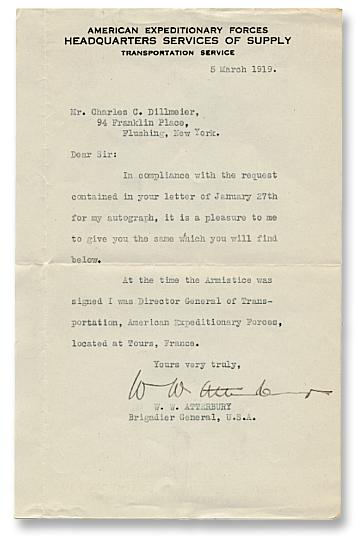 AMERICAN EXPEDITIONARY FORCES
HEADQUARTERS SERVICES OF SUPPLY
TRANSPORTATION SERVICE
5 March 1919.
Mr. Charles C. Dillmeier,
94 Franklin Place,
Flushing, New York.
Dear Sir:
In compliance with the request
contained in your letter of January 27th
for my autograph, it is a pleasure to me
to give you the same which you will find
below.
At the time the Armistice was
signed I was Director General of Trans-
portation, American Expeditionary Forces,
located at Tours, France.
Yours very truly,
W W Atterbury
W. W. ATTERBURY
Brigadier General, U.S.A.